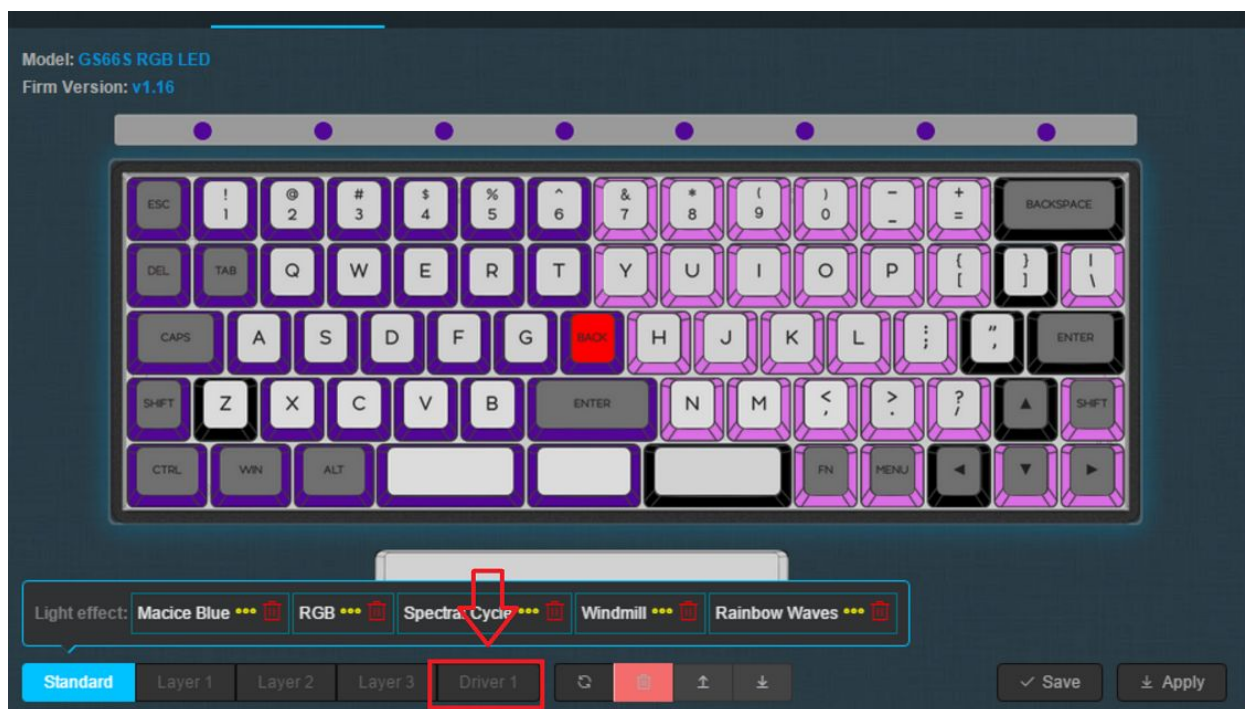 Model: GS66S RGB LED
Firm Version: v1.16
ESC ! 1 @ 2 # 3 $ 4 % 5 ^ 6 & 7 * 8 ( 9 ) 0 - _ + = BACKSPACE
DEL TAB Q W E R T Y U I O P { [ } ] | \
CAPS A S D F G BACK H J K L : ; " , ENTER
SHIFT Z X C V B ENTER N M < , > . ? / ▲ SHIFT
CTRL WIN ALT FN MENU ◄ ▼ ►
Light effect: Macice Blue ••• RGB ••• Spectral Cycle ••• Windmill ••• Rainbow Waves •••
Standard Layer 1 Layer 2 Layer 3 Driver 1 Save Apply